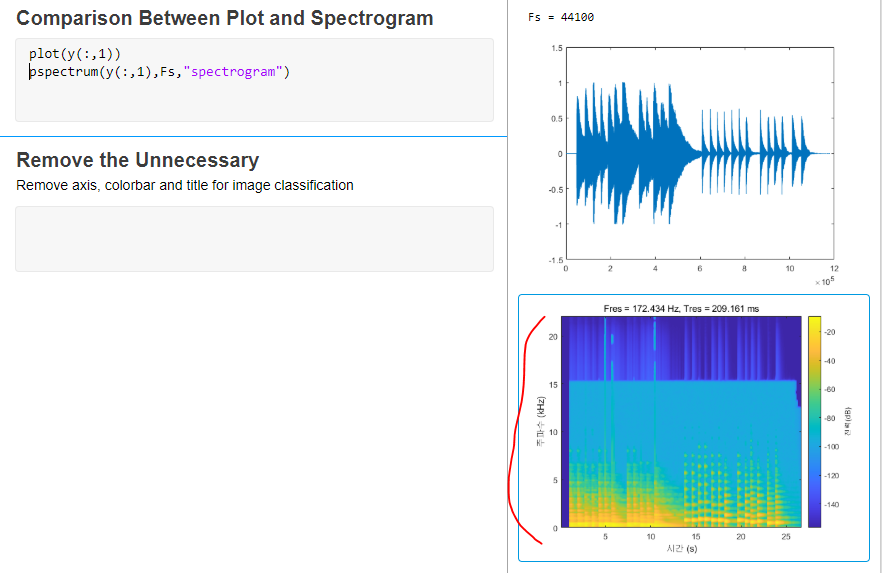 Comparison Between Plot and Spectrogram
plot(y(:,1))
pspectrum(y(:,1),Fs,"spectrogram")
Remove the Unnecessary
Remove axis, colorbar and title for image classification
Fs = 44100
1.5
1
0.5
0
-0.5
-1
-1.5
0 2 4 6 8 10 12
×10^5
Fres = 172.434 Hz, Tres = 209.161 ms
20
15
10
5
0
주파수 (kHz)
5 10 15 20 25
시간 (s)
-20
-40
-60
-80
-100
-120
-140
전력(dB)